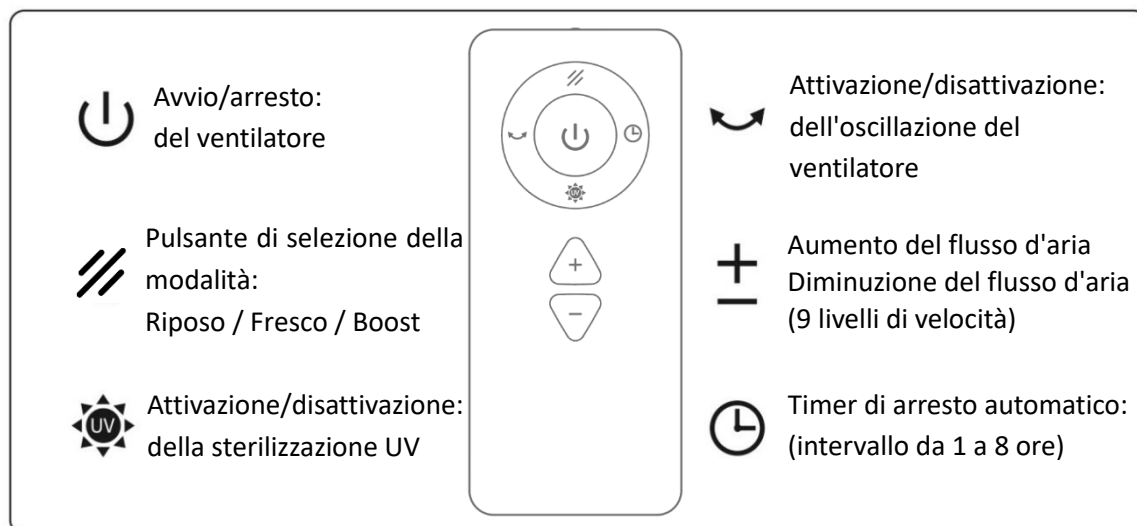 Avvio/arresto:
del ventilatore
Pulsante di selezione della
modalità:
Riposo / Fresco / Boost
UV
Attivazione/disattivazione:
della sterilizzazione UV
UV
+
−
Attivazione/disattivazione:
dell'oscillazione del
ventilatore
+
−
Aumento del flusso d'aria
Diminuzione del flusso d'aria
(9 livelli di velocità)
Timer di arresto automatico:
(intervallo da 1 a 8 ore)